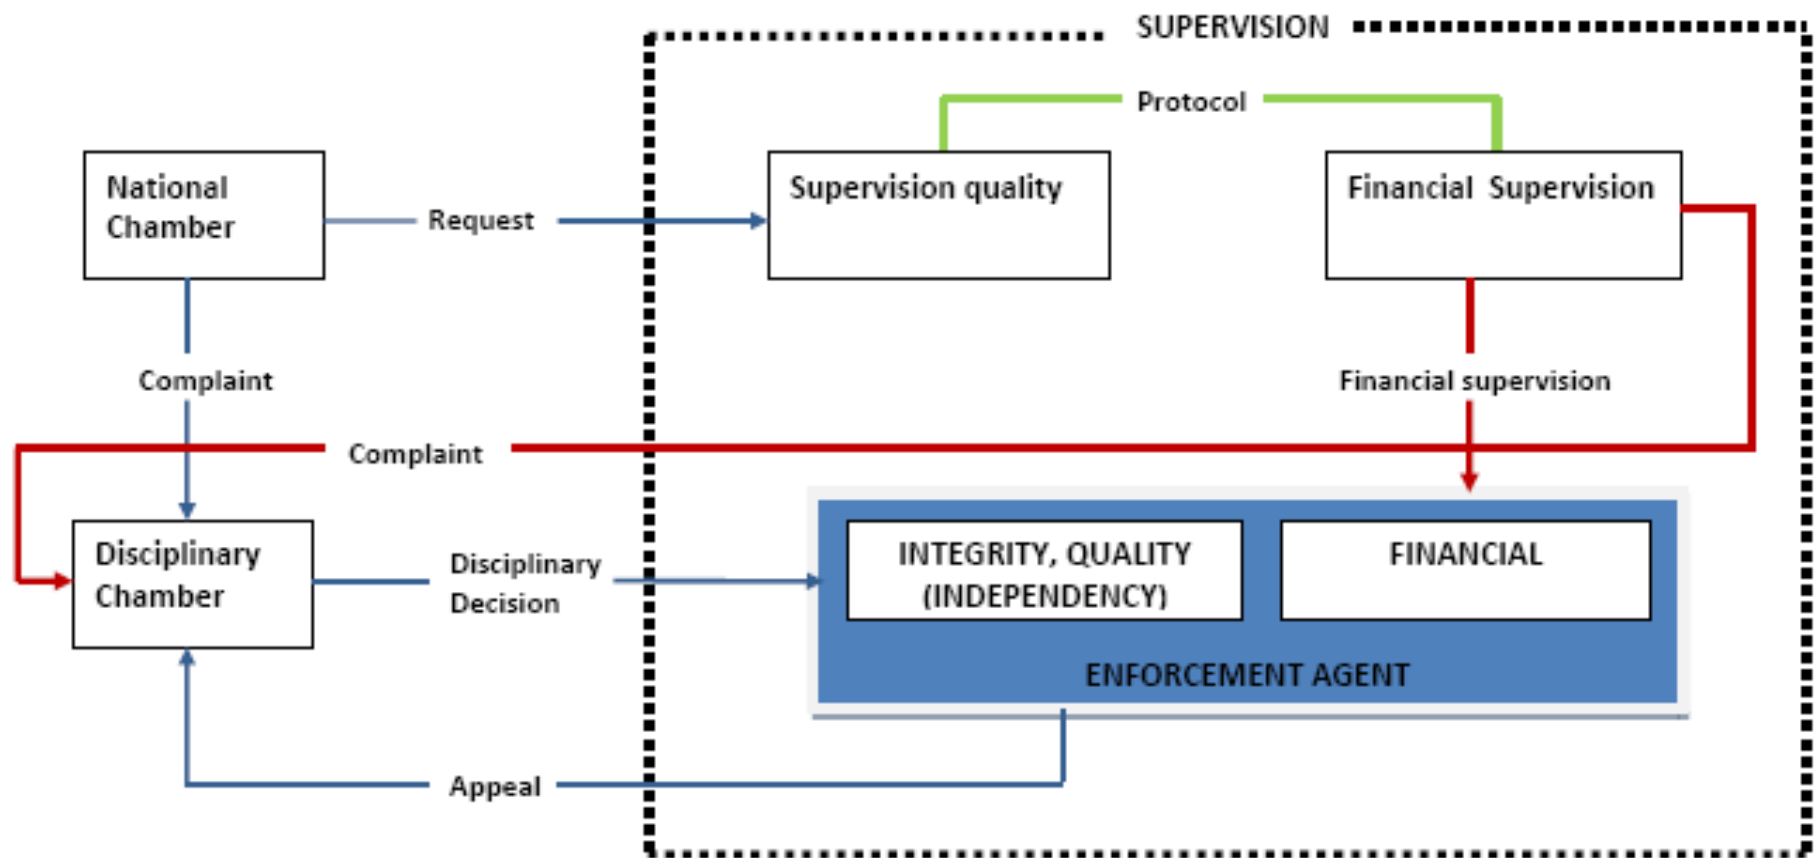 SUPERVISION
Protocol
National
Chamber
Request
Supervision quality
Financial Supervision
Complaint
Financial supervision
Complaint
Disciplinary
Chamber
Disciplinary
Decision
INTEGRITY, QUALITY
(INDEPENDENCY)
FINANCIAL
ENFORCEMENT AGENT
Appeal